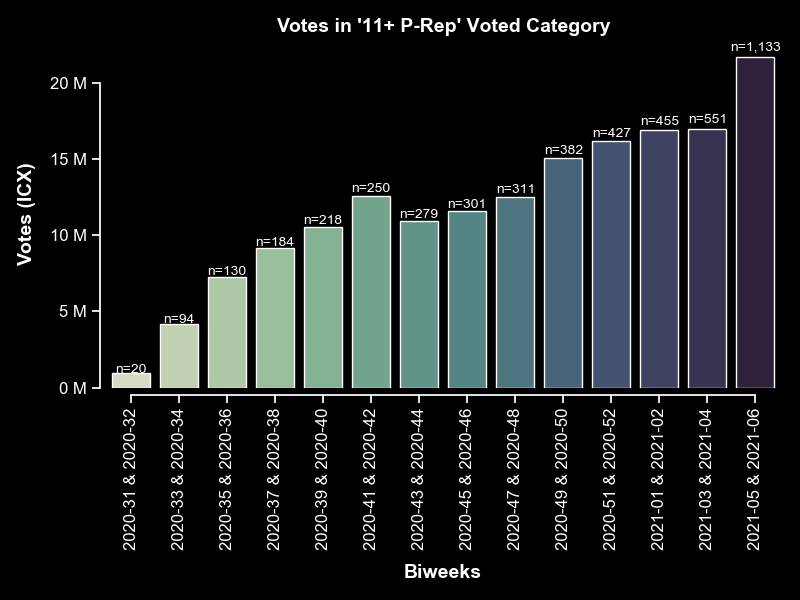 Votes in '11+ P-Rep' Voted Category
Votes (ICX)
20 M
15 M
10 M
5 M
0 M
n=20
n=94
n=130
n=184
n=218
n=250
n=279
n=301
n=311
n=382
n=427
n=455
n=551
n=1,133
2020-31 & 2020-32
2020-33 & 2020-34
2020-35 & 2020-36
2020-37 & 2020-38
2020-39 & 2020-40
2020-41 & 2020-42
2020-43 & 2020-44
2020-45 & 2020-46
2020-47 & 2020-48
2020-49 & 2020-50
2020-51 & 2020-52
2021-01 & 2021-02
2021-03 & 2021-04
2021-05 & 2021-06
Biweeks